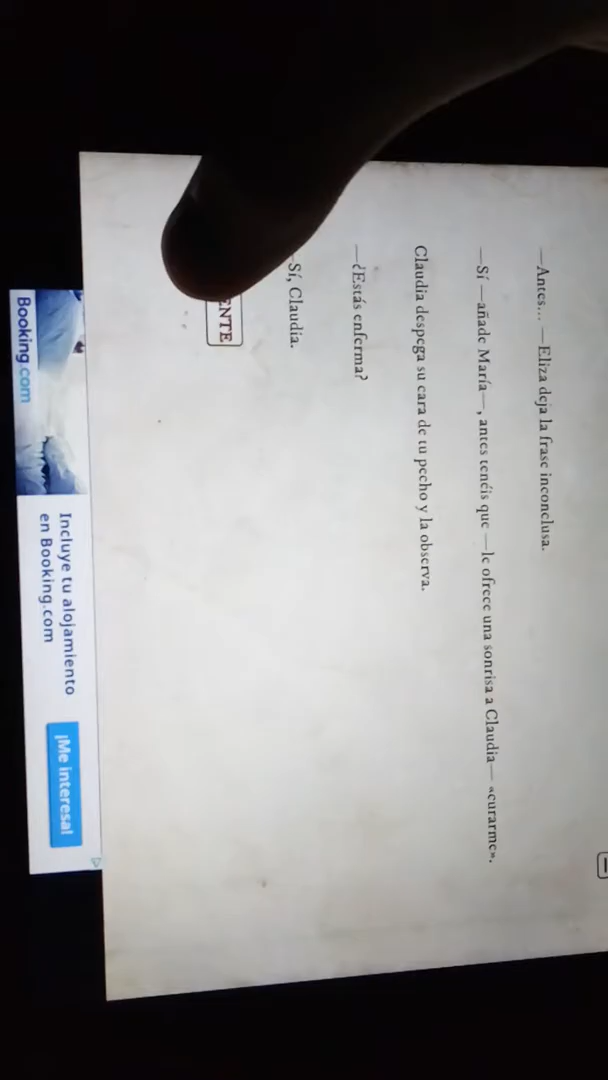 —Antes... —Eliza deja la frase inconclusa.
—Sí —añade María—, antes tenéis que —le ofrece una sonrisa a Claudia— «curarme».
Claudia despega su cara de tu pecho y la observa.
—¿Estás enferma?
—Sí, Claudia.
ENTE
Booking.com
Incluye tu alojamiento
en Booking.com
¡Me interesa!